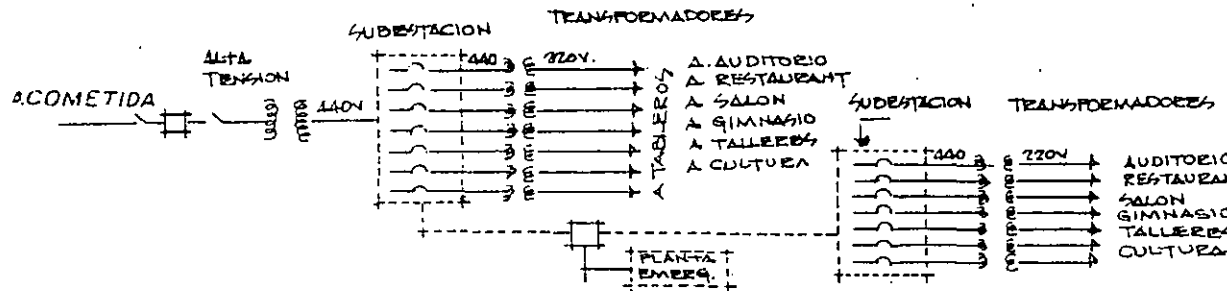 TRANSFORMADORES
SUBESTACION
ALTA
TENSION
ACOMETIDA
440V
440
220V.
A TABLEROS
A. AUDITORIO
A RESTAURANT
A SALON
A GIMNASIO
A TALLERES
A CULTURA
SUBESTACION
TRANSFORMADORES
440
220V
AUDITORIO
RESTAURAN
SALON
GIMNASIO
TALLERES
CULTURA
PLANTA
EMERG.